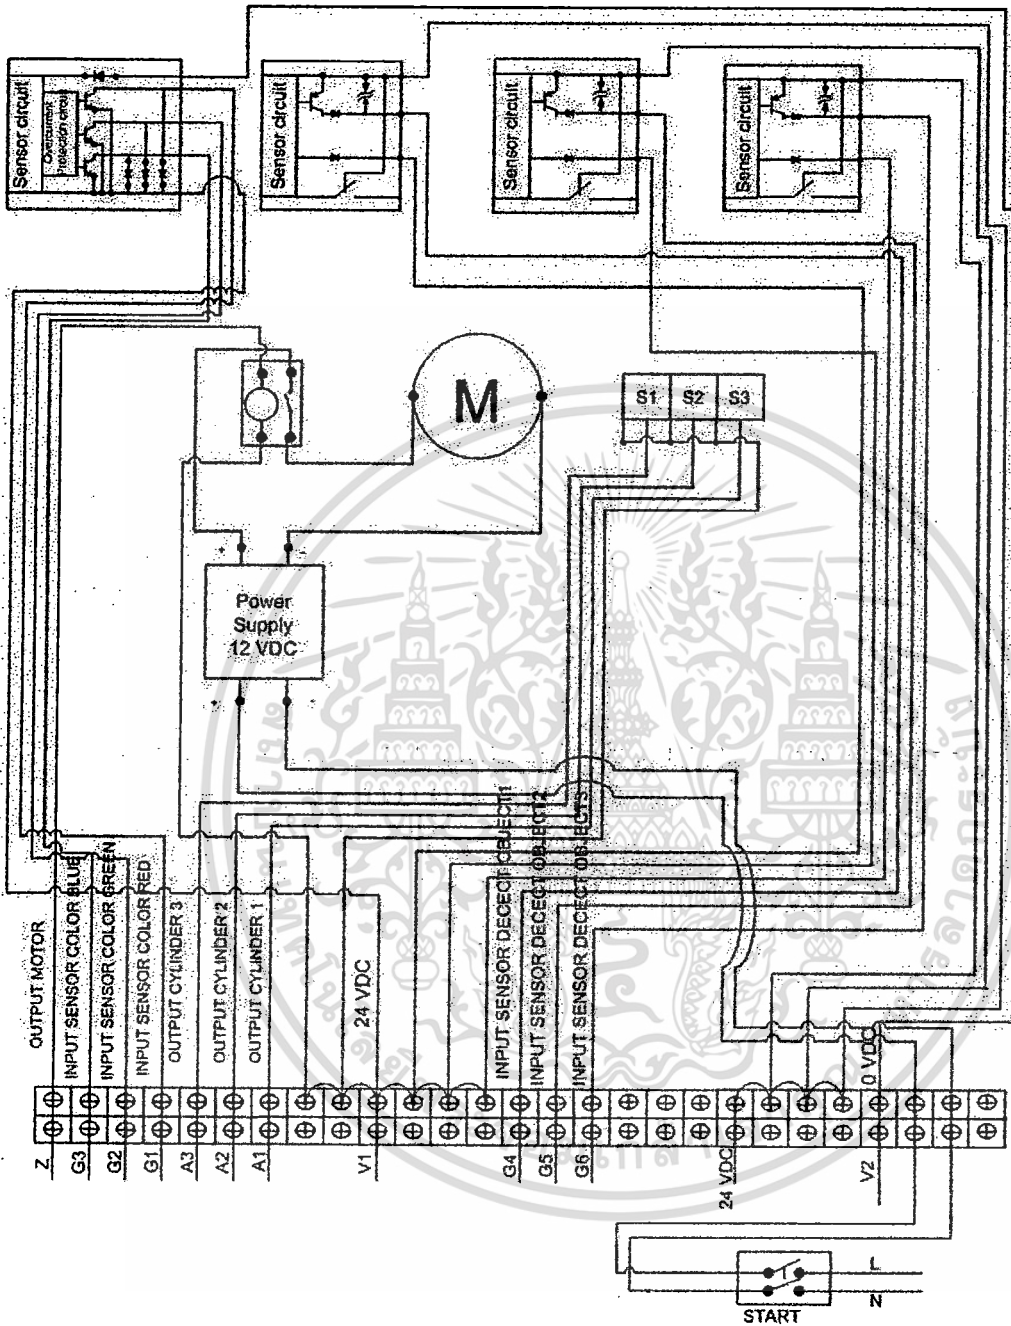 Sensor circuit
Overcurrent
Protection circuit
Sensor circuit
Sensor circuit
Sensor circuit
M
S1 S2 S3
+ -
Power
Supply
12 VDC
OUTPUT MOTOR
INPUT SENSOR COLOR BLUE
INPUT SENSOR COLOR GREEN
INPUT SENSOR COLOR RED
OUTPUT CYLINDER 3
OUTPUT CYLINDER 2
OUTPUT CYLINDER 1
24 VDC
INPUT SENSOR DECECT OBJECT1
INPUT SENSOR DECECT OBJECT2
INPUT SENSOR DECECT OBJECT3
0 VDC
Z
G3
G2
G1
A3
A2
A1
V1
G4
G5
G6
24 VDC
V2
L
N
START